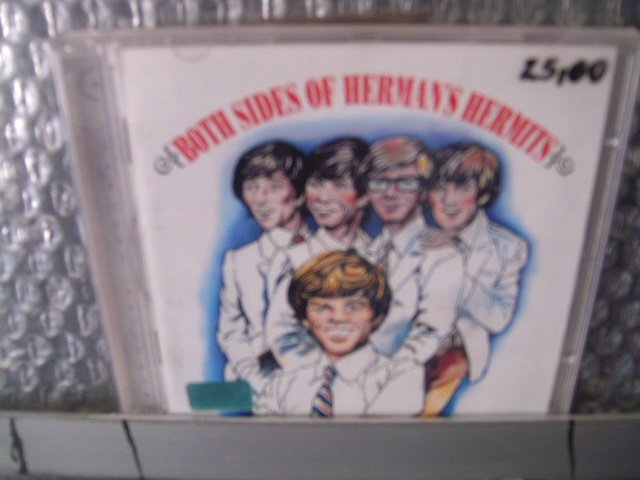 25,00
BOTH SIDES OF HERMAN'S HERMITS